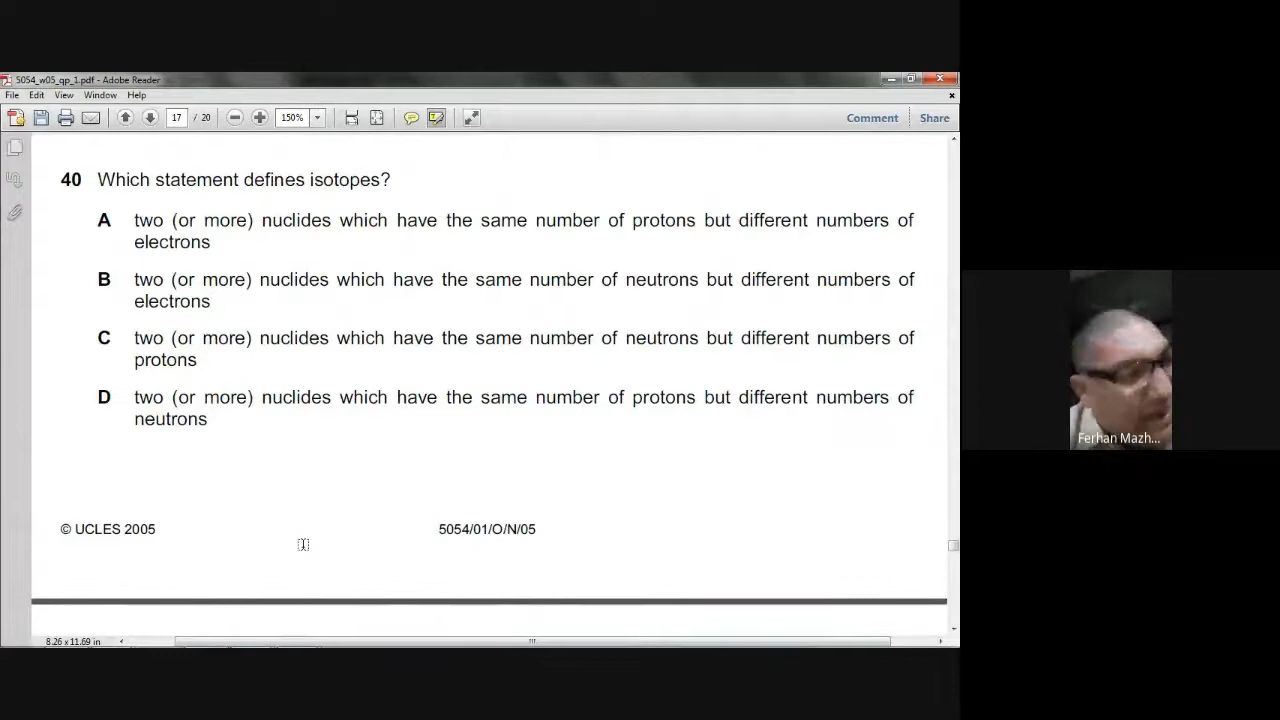 5054_w05_qp_1.pdf - Adobe Reader
File Edit View Window Help
17 / 20 150% Comment Share
40 Which statement defines isotopes?
A two (or more) nuclides which have the same number of protons but different numbers of
electrons
B two (or more) nuclides which have the same number of neutrons but different numbers of
electrons
C two (or more) nuclides which have the same number of neutrons but different numbers of
protons
D two (or more) nuclides which have the same number of protons but different numbers of
neutrons
Ferhan Mazh...
© UCLES 2005 5054/01/O/N/05
8.26 x 11.69 in